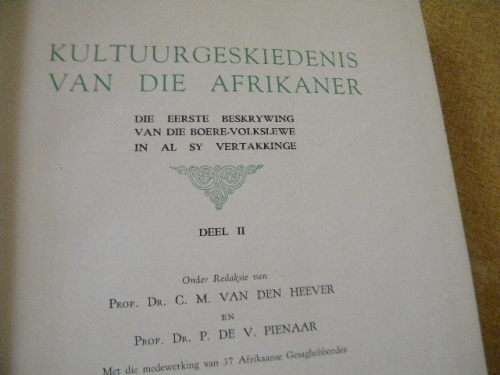 KULTUURGESKIEDENIS
VAN DIE AFRIKANER
DIE EERSTE BESKRYWING
VAN DIE BOERE-VOLKSLEWE
IN AL SY VERTAKKINGE
DEEL II
Onder Redaksie van
PROF. DR. C. M. VAN DEN HEEVER
EN
PROF. DR. P. DE V. PIENAAR
Met die medewerking van 37 Afrikaanse Gesaghebbendes